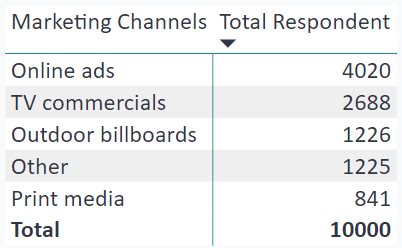 Marketing Channels Total Respondent
Online ads 4020
TV commercials 2688
Outdoor billboards 1226
Other 1225
Print media 841
Total 10000